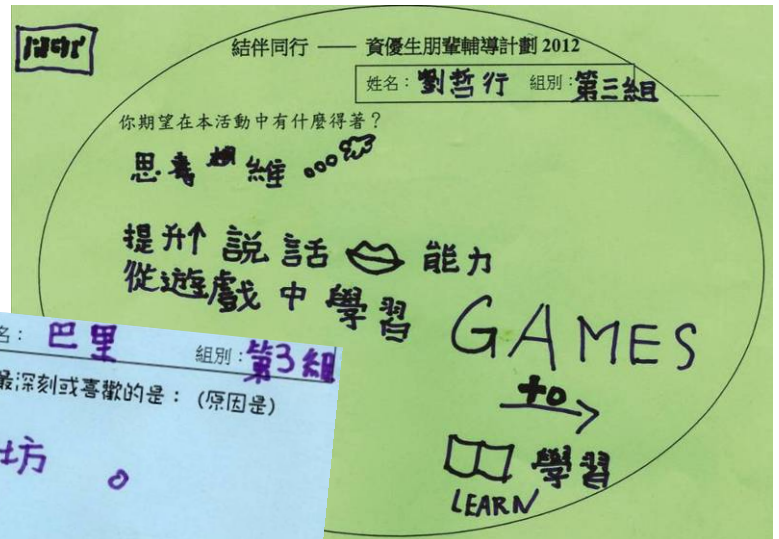 結伴同行 —— 資優生朋輩輔導計劃 2012
姓名：劉哲行 組別：第三組
你期望在本活動中有什麼得著？
思 維
提升 說話 能力
從遊戲中學習
GAMES
to
學習
LEARN
名：巴里 組別：第3組
最深刻或喜歡的是：(原因是)
坊。